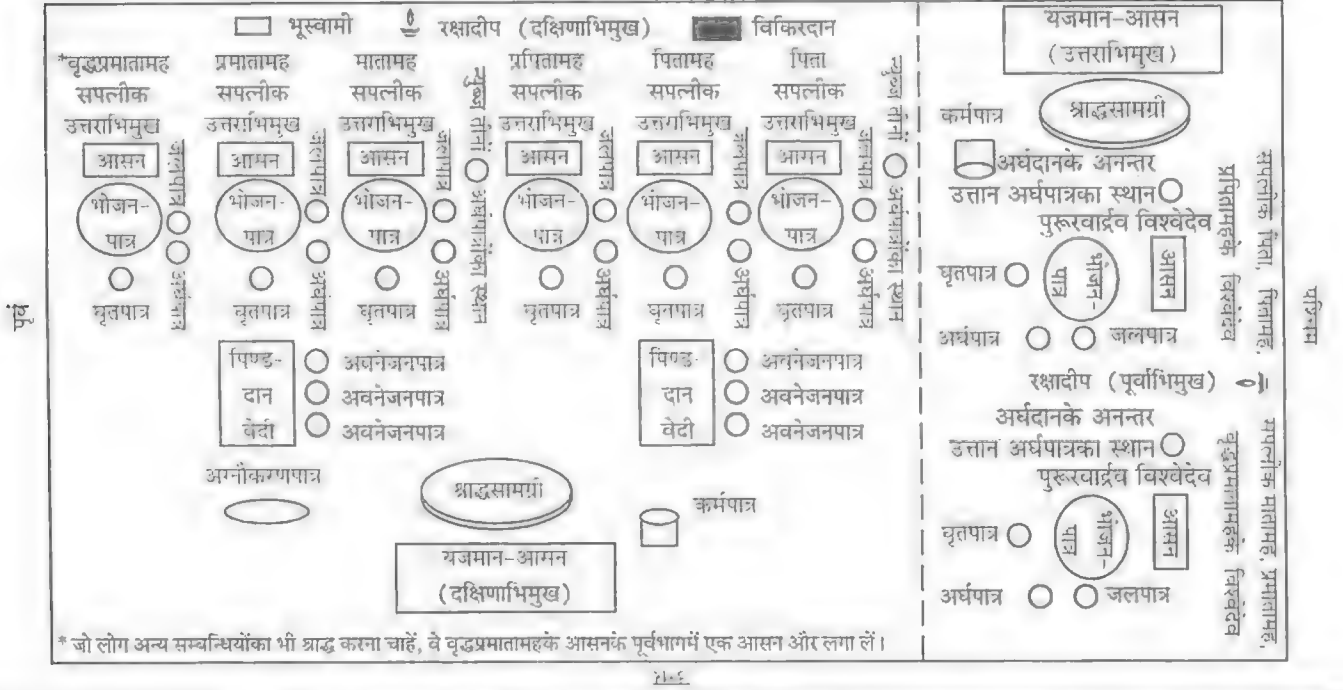 भूस्वामी
रक्षादीप (दक्षिणाभिमुख)
विकिरदान
*वृद्धप्रमातामह
सपत्नीक
उत्तराभिमुख
प्रमातामह
सपत्नीक
उत्तराभिमुख
मातामह
सपत्नीक
उत्तराभिमुख
न्युब्ज तीनों
अर्घपात्रोंका स्थान
प्रपितामह
सपत्नीक
उत्तराभिमुख
पितामह
सपत्नीक
उत्तराभिमुख
पिता
सपत्नीक
उत्तराभिमुख
न्युब्ज तीनों
अर्घपात्रोंका स्थान
आसन
जलपात्र
आसन
जलपात्र
आसन
जलपात्र
आसन
जलपात्र
आसन
जलपात्र
आसन
जलपात्र
भोजन-
पात्र
भोजन-
पात्र
भोजन-
पात्र
भोजन-
पात्र
भोजन-
पात्र
भोजन-
पात्र
अर्घपात्र
अर्घपात्र
अर्घपात्र
अर्घपात्र
अर्घपात्र
अर्घपात्र
घृतपात्र
घृतपात्र
घृतपात्र
घृतपात्र
घृतपात्र
घृतपात्र
पूर्व
पिण्ड-
दान
वेदी
अवनेजनपात्र
अवनेजनपात्र
अवनेजनपात्र
पिण्ड-
दान
वेदी
अवनेजनपात्र
अवनेजनपात्र
अवनेजनपात्र
अग्नौकरणपात्र
श्राद्धसामग्री
कर्मपात्र
यजमान-आसन
(दक्षिणाभिमुख)
* जो लोग अन्य सम्बन्धियोंका भी श्राद्ध करना चाहें, वे वृद्धप्रमातामहके आसनके पूर्वभागमें एक आसन और लगा लें।
यजमान-आसन
(उत्तराभिमुख)
कर्मपात्र
श्राद्धसामग्री
अर्घदानके अनन्तर
उत्तान अर्घपात्रका स्थान
पुरूरवार्द्रव विश्वेदेव
घृतपात्र
भोजन-
पात्र
आसन
अर्घपात्र
जलपात्र
सपत्नीक पिता, पितामह,
प्रपितामहके विश्वेदेव
पश्चिम
रक्षादीप (पूर्वाभिमुख)
अर्घदानके अनन्तर
उत्तान अर्घपात्रका स्थान
पुरूरवार्द्रव विश्वेदेव
घृतपात्र
भोजन-
पात्र
आसन
अर्घपात्र
जलपात्र
सपत्नीक मातामह, प्रमातामह,
वृद्धप्रमातामहके विश्वेदेव
उत्तर